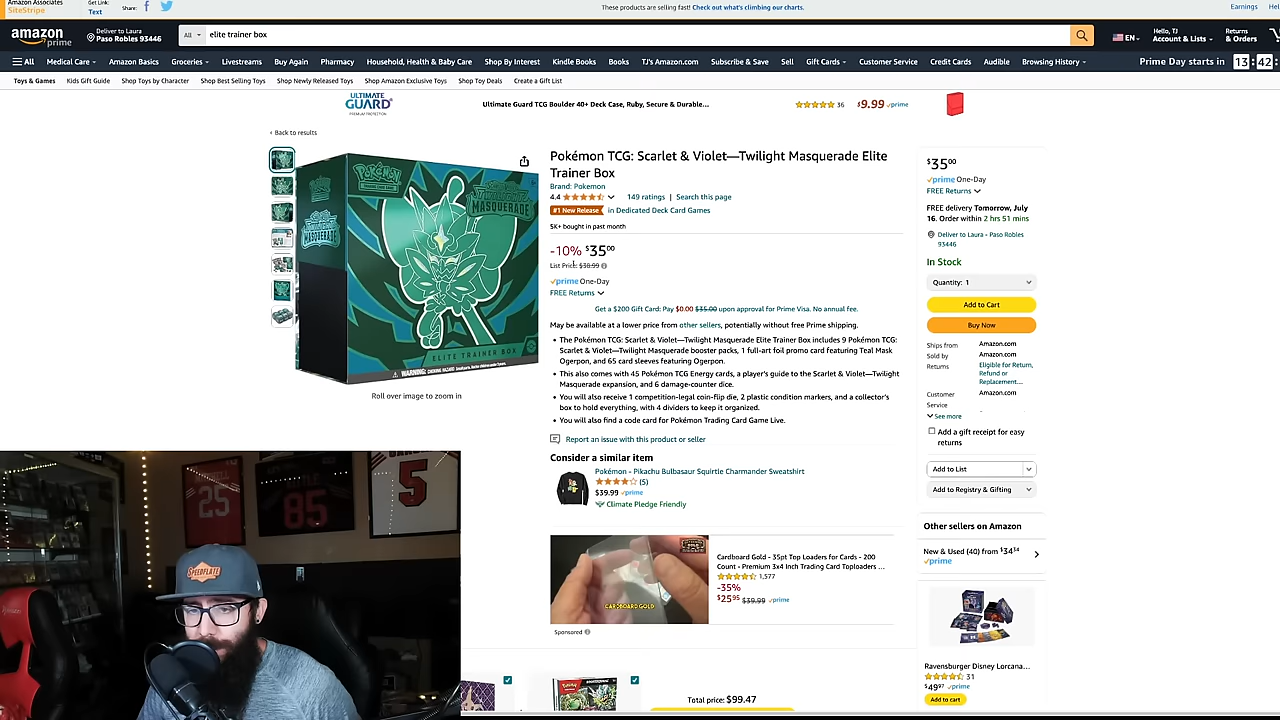 Amazon Associates
SiteStripe
Get Link:
Text
Share:
These products are selling fast! Check out what's climbing our charts.
Earnings
Hel
amazon
prime
Deliver to Laura
Paso Robles 93446
All
elite trainer box
EN
Hello, TJ
Account & Lists
Returns
& Orders
All
Medical Care
Amazon Basics
Groceries
Livestreams
Buy Again
Pharmacy
Household, Health & Baby Care
Shop By Interest
Kindle Books
Books
TJ's Amazon.com
Subscribe & Save
Sell
Gift Cards
Customer Service
Credit Cards
Audible
Browsing History
Prime Day starts in 13 : 42 :
Toys & Games
Kids Gift Guide
Shop Toys by Character
Shop Best Selling Toys
Shop Newly Released Toys
Shop Amazon Exclusive Toys
Shop Toy Deals
Create a Gift List
ULTIMATE
GUARD
PREMIUM PROTECTION
Ultimate Guard TCG Boulder 40+ Deck Case, Ruby, Secure & Durable...
36
$9.99 prime
‹ Back to results
POKÉMON
MASQUERADE
MASQUERADE
ELITE TRAINER BOX
WARNING:
Roll over image to zoom in
Pokémon TCG: Scarlet & Violet—Twilight Masquerade Elite
Trainer Box
Brand: Pokemon
4.4
149 ratings | Search this page
#1 New Release in Dedicated Deck Card Games
5K+ bought in past month
-10% $35 00
List Price: $38.99
prime One-Day
FREE Returns
Get a $200 Gift Card: Pay $0.00 $35.00 upon approval for Prime Visa. No annual fee.
May be available at a lower price from other sellers, potentially without free Prime shipping.
• The Pokémon TCG: Scarlet & Violet—Twilight Masquerade Elite Trainer Box includes 9 Pokémon TCG:
Scarlet & Violet—Twilight Masquerade booster packs, 1 full-art foil promo card featuring Teal Mask
Ogerpon, and 65 card sleeves featuring Ogerpon.
• This also comes with 45 Pokémon TCG Energy cards, a player's guide to the Scarlet & Violet—Twilight
Masquerade expansion, and 6 damage-counter dice.
• You will also receive 1 competition-legal coin-flip die, 2 plastic condition markers, and a collector's
box to hold everything, with 4 dividers to keep it organized.
• You will also find a code card for Pokémon Trading Card Game Live.
Report an issue with this product or seller
Consider a similar item
Pokémon - Pikachu Bulbasaur Squirtle Charmander Sweatshirt
(5)
$39.99 prime
Climate Pledge Friendly
CARDBOARD GOLD
Cardboard Gold - 35pt Top Loaders for Cards - 200
Count - Premium 3x4 Inch Trading Card Toploaders ...
1,577
-35%
$25 95 $39.99 prime
Sponsored
Total price: $99.47
$35 00
prime One-Day
FREE Returns
FREE delivery Tomorrow, July
16. Order within 2 hrs 51 mins
Deliver to Laura - Paso Robles
93446
In Stock
Quantity: 1
Add to Cart
Buy Now
Ships from
Amazon.com
Sold by
Amazon.com
Returns
Eligible for Return,
Refund or
Replacement...
Customer
Service
Amazon.com
See more
Add a gift receipt for easy
returns
Add to List
Add to Registry & Gifting
Other sellers on Amazon
New & Used (40) from $34 14
prime
Ravensburger Disney Lorcana...
31
$49 97 prime
Add to cart
25
85
5
SPEEDFLATE